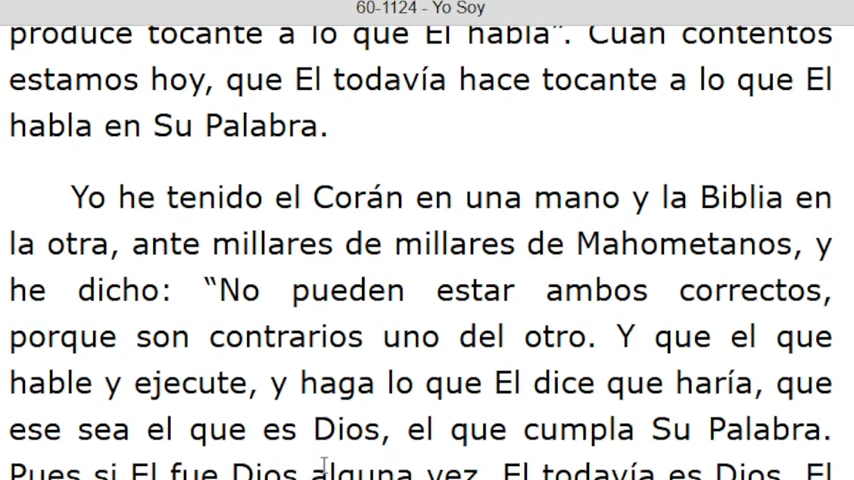 60-1124 - Yo Soy
produce tocante a lo que El habla”. Cuán contentos
estamos hoy, que El todavía hace tocante a lo que El
habla en Su Palabra.
Yo he tenido el Corán en una mano y la Biblia en
la otra, ante millares de millares de Mahometanos, y
he dicho: “No pueden estar ambos correctos,
porque son contrarios uno del otro. Y que el que
hable y ejecute, y haga lo que El dice que haría, que
ese sea el que es Dios, el que cumpla Su Palabra.
Pues si El fue Dios alguna vez, El todavía es Dios. El